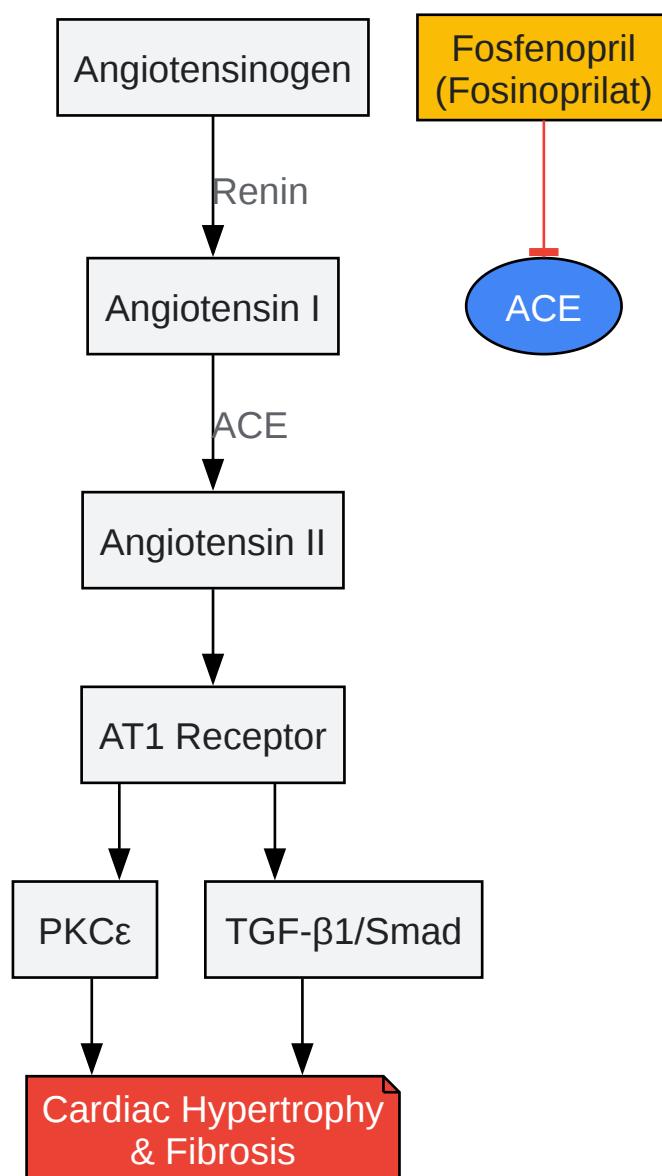 Angiotensinogen
Fosfenopril
(Fosinoprilat)
Renin
Angiotensin I
ACE
ACE
Angiotensin II
AT1 Receptor
PKCε
TGF-β1/Smad
Cardiac Hypertrophy
& Fibrosis